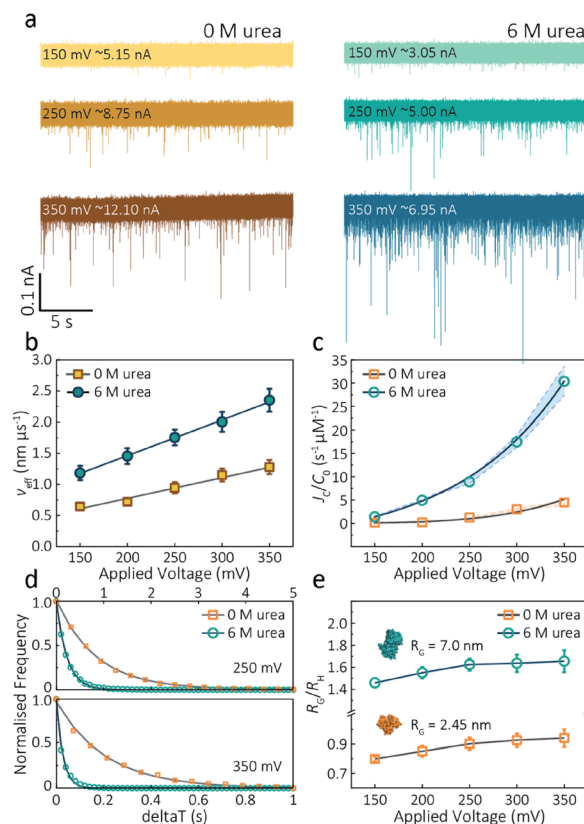 a
0 M urea
6 M urea
150 mV ~5.15 nA
150 mV ~3.05 nA
250 mV ~8.75 nA
250 mV ~5.00 nA
350 mV ~12.10 nA
350 mV ~6.95 nA
0.1 nA
5 s
b
3.0
2.5
2.0
1.5
1.0
0.5
0.0
v_eff (nm µs⁻¹)
0 M urea
6 M urea
150 200 250 300 350
Applied Voltage (mV)
c
35
30
25
20
15
10
5
0
J_C/C_0 (s⁻¹ µM⁻¹)
0 M urea
6 M urea
150 200 250 300 350
Applied Voltage (mV)
d
0 1 2 3 4 5
1.0
0.5
0.0
0 M urea
6 M urea
250 mV
Normalised Frequency
1.0
0.5
0
350 mV
0 0.2 0.4 0.6 0.8 1
deltaT (s)
e
1.9
1.8
1.6
1.4
0.9
0.7
R_G/R_H
0 M urea
6 M urea
R_G = 7.0 nm
R_G = 2.45 nm
150 200 250 300 350
Applied Voltage (mV)